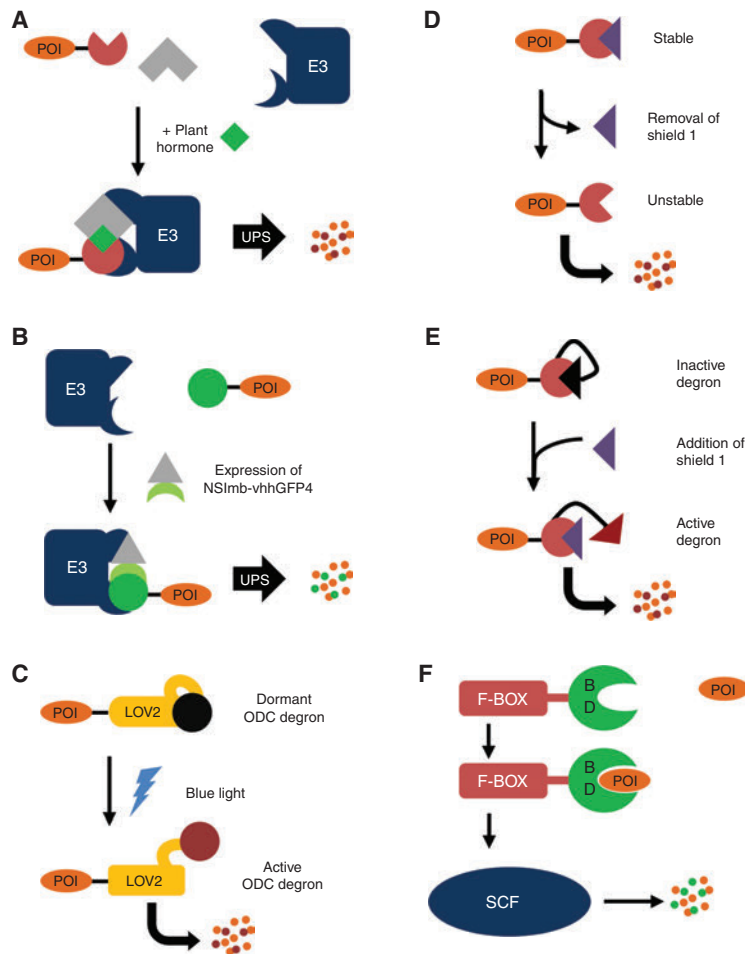 A
POI
E3
+ Plant
hormone
E3
POI
UPS
B
E3
POI
Expression of
NSImb-vhhGFP4
E3
POI
UPS
C
POI
LOV2
Dormant
ODC degron
Blue light
POI
LOV2
Active
ODC degron
D
POI
Stable
Removal of
shield 1
POI
Unstable
E
POI
Inactive
degron
Addition of
shield 1
POI
Active
degron
F
F-BOX
B
D
POI
F-BOX
B
D
POI
SCF